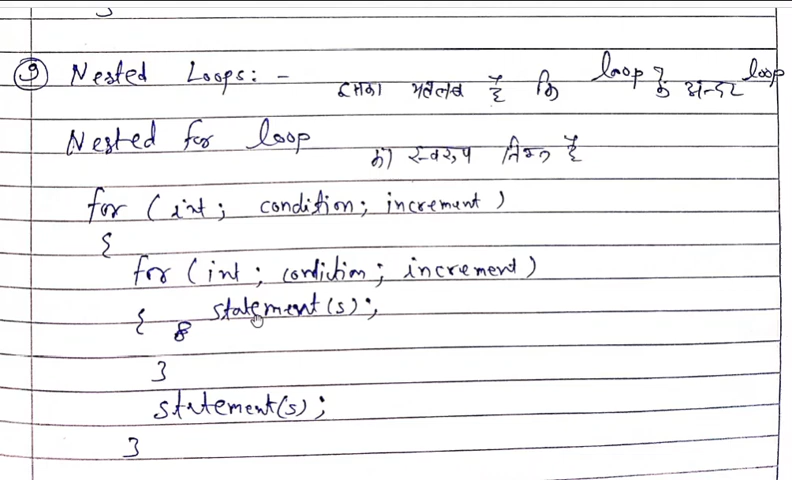 ⑨ Nested Loops: - इसका मतलब है कि loop के अन्दर loop
Nested for loop का स्वरुप निम्न है
for (int; condition; increment)
{
for (int; condition; increment)
{ statement(s);
}
statement(s);
}